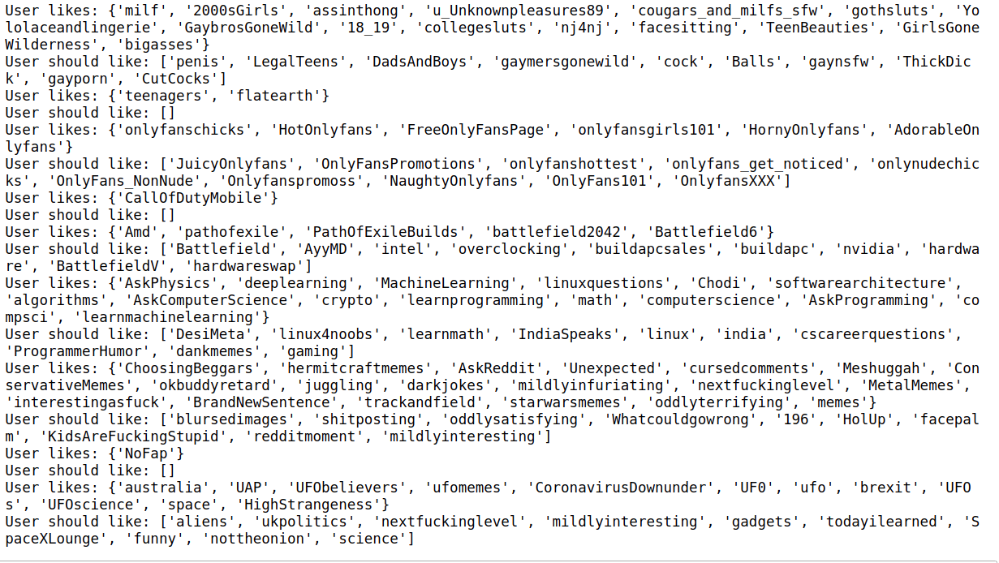 User likes: {'milf', '2000sGirls', 'assinthong', 'u_Unknownpleasures89', 'cougars_and_milfs_sfw', 'gothsluts', 'Yo
lolaceandlingerie', 'GaybrosGoneWild', '18_19', 'collegesluts', 'nj4nj', 'facesitting', 'TeenBeauties', 'GirlsGone
Wilderness', 'bigasses'}
User should like: ['penis', 'LegalTeens', 'DadsAndBoys', 'gaymersgonewild', 'cock', 'Balls', 'gaynsfw', 'ThickDic
k', 'gayporn', 'CutCocks']
User likes: {'teenagers', 'flatearth'}
User should like: []
User likes: {'onlyfanschicks', 'HotOnlyfans', 'FreeOnlyFansPage', 'onlyfansgirls101', 'HornyOnlyfans', 'AdorableOn
lyfans'}
User should like: ['JuicyOnlyfans', 'OnlyFansPromotions', 'onlyfanshottest', 'onlyfans_get_noticed', 'onlynudechic
ks', 'OnlyFans_NonNude', 'Onlyfanspromoss', 'NaughtyOnlyfans', 'OnlyFans101', 'OnlyfansXXX']
User likes: {'CallOfDutyMobile'}
User should like: []
User likes: {'Amd', 'pathofexile', 'PathOfExileBuilds', 'battlefield2042', 'Battlefield6'}
User should like: ['Battlefield', 'AyyMD', 'intel', 'overclocking', 'buildapcsales', 'buildapc', 'nvidia', 'hardwa
re', 'BattlefieldV', 'hardwareswap']
User likes: {'AskPhysics', 'deeplearning', 'MachineLearning', 'linuxquestions', 'Chodi', 'softwarearchitecture',
'algorithms', 'AskComputerScience', 'crypto', 'learnprogramming', 'math', 'computerscience', 'AskProgramming', 'co
mpsci', 'learnmachinelearning'}
User should like: ['DesiMeta', 'linux4noobs', 'learnmath', 'IndiaSpeaks', 'linux', 'india', 'cscareerquestions',
'ProgrammerHumor', 'dankmemes', 'gaming']
User likes: {'ChoosingBeggars', 'hermitcraftmemes', 'AskReddit', 'Unexpected', 'cursedcomments', 'Meshuggah', 'Con
servativeMemes', 'okbuddyretard', 'juggling', 'darkjokes', 'mildlyinfuriating', 'nextfuckinglevel', 'MetalMemes',
'interestingasfuck', 'BrandNewSentence', 'trackandfield', 'starwarsmemes', 'oddlyterrifying', 'memes'}
User should like: ['blursedimages', 'shitposting', 'oddlysatisfying', 'Whatcouldgowrong', '196', 'HolUp', 'facepal
m', 'KidsAreFuckingStupid', 'redditmoment', 'mildlyinteresting']
User likes: {'NoFap'}
User should like: []
User likes: {'australia', 'UAP', 'UFObelievers', 'ufomemes', 'CoronavirusDownunder', 'UF0', 'ufo', 'brexit', 'UFO
s', 'UFOscience', 'space', 'HighStrangeness'}
User should like: ['aliens', 'ukpolitics', 'nextfuckinglevel', 'mildlyinteresting', 'gadgets', 'todayilearned', 'S
paceXLounge', 'funny', 'nottheonion', 'science']